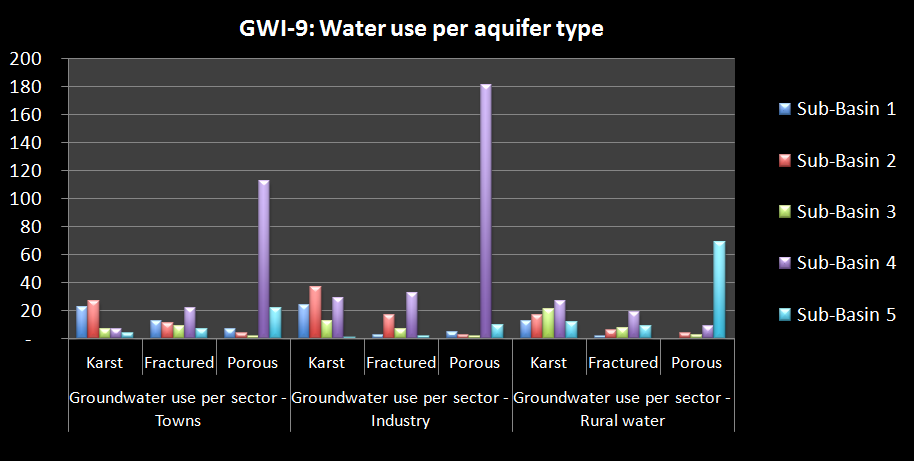 GWI-9: Water use per aquifer type
200
180
160
140
120
100
80
60
40
20
-
Karst Fractured Porous Karst Fractured Porous Karst Fractured Porous
Groundwater use per sector - Groundwater use per sector - Groundwater use per sector -
Towns Industry Rural water
Sub-Basin 1
Sub-Basin 2
Sub-Basin 3
Sub-Basin 4
Sub-Basin 5